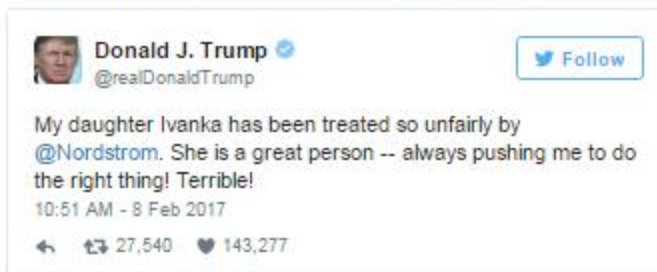 Donald J. Trump
@realDonaldTrump
Follow
My daughter Ivanka has been treated so unfairly by
@Nordstrom. She is a great person -- always pushing me to do
the right thing! Terrible!
10:51 AM - 8 Feb 2017
27,540 143,277